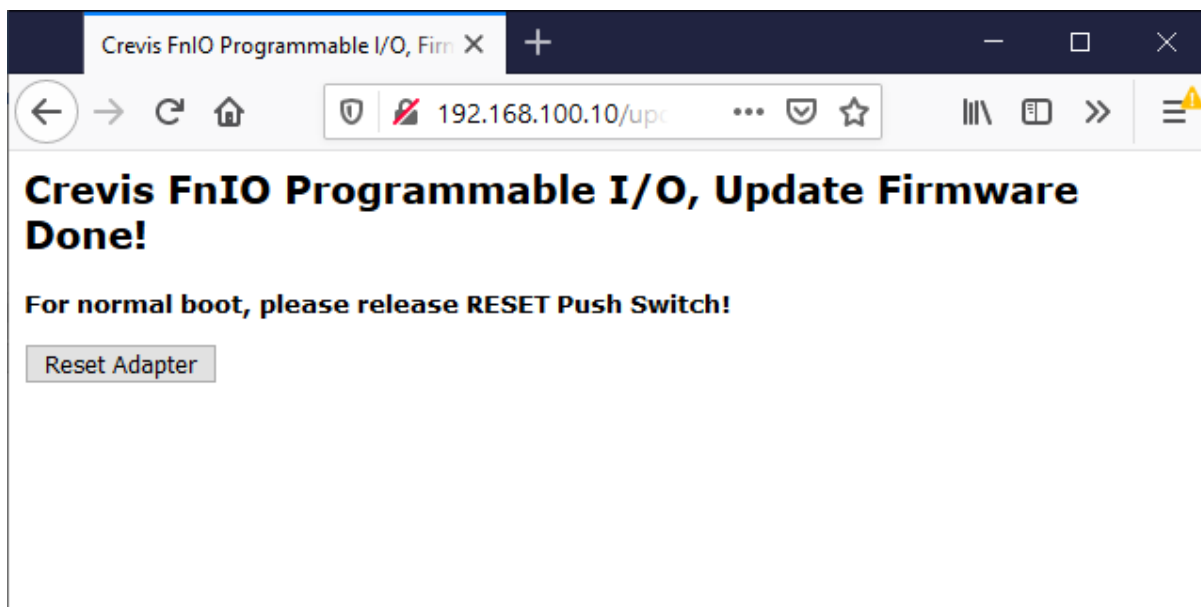 Crevis FnIO Programmable I/O, Firm
192.168.100.10/upd
Crevis FnIO Programmable I/O, Update Firmware
Done!
For normal boot, please release RESET Push Switch!
Reset Adapter